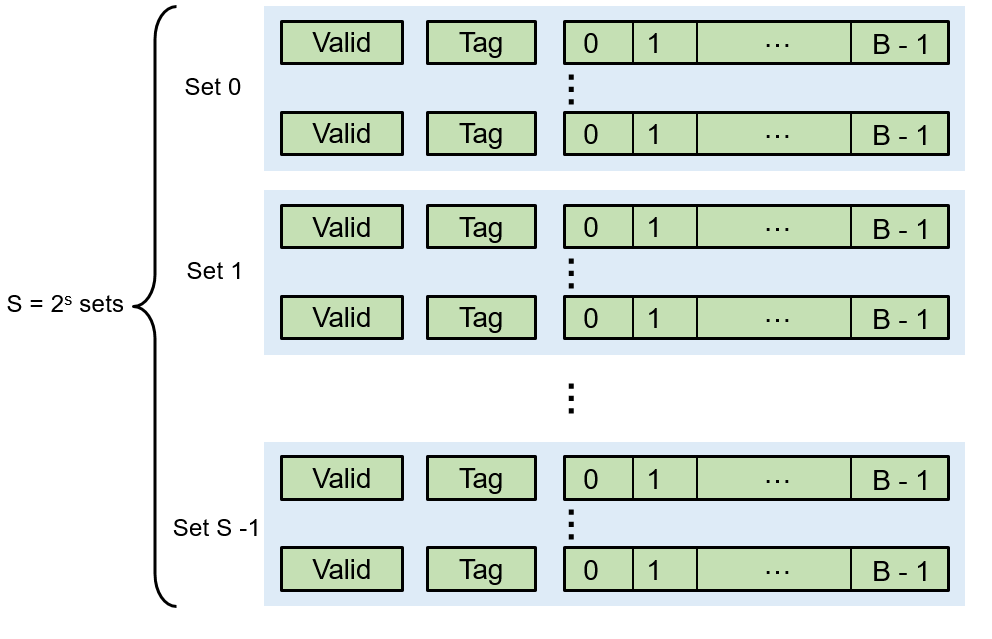 Valid Tag 0 1 ... B - 1
Set 0
Valid Tag 0 1 ... B - 1
Valid Tag 0 1 ... B - 1
Set 1
Valid Tag 0 1 ... B - 1
S = 2ˢ sets
Valid Tag 0 1 ... B - 1
Set S -1
Valid Tag 0 1 ... B - 1